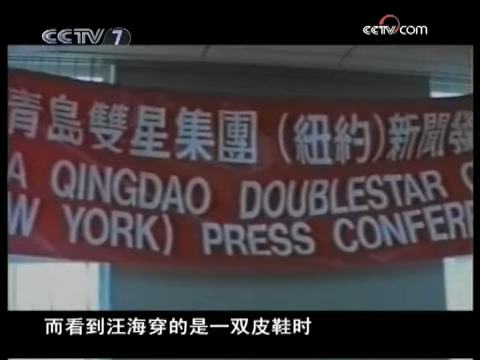 CCTV 7
cctv.com
青島雙星集團(紐約)新聞發
A QINGDAO DOUBLESTAR
W YORK) PRESS CONFER
而看到汪海穿的是一双皮鞋时